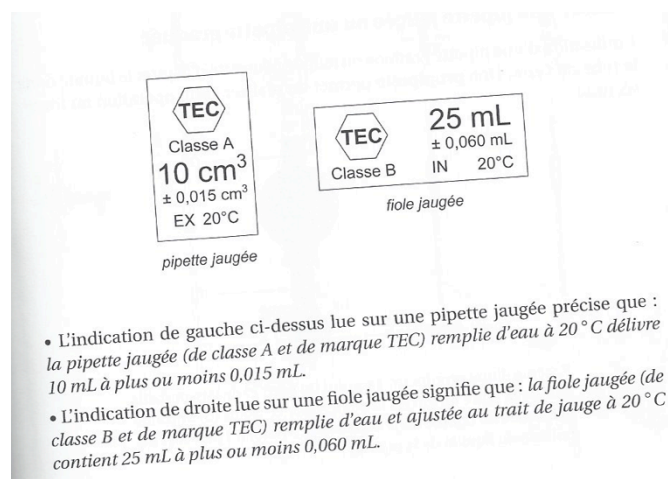 TEC
Classe A
10 cm³
± 0,015 cm³
EX 20°C
pipette jaugée
TEC
Classe B
25 mL
± 0,060 mL
IN 20°C
fiole jaugée
• L'indication de gauche ci-dessus lue sur une pipette jaugée précise que :
la pipette jaugée (de classe A et de marque TEC) remplie d'eau à 20 °C délivre
10 mL à plus ou moins 0,015 mL.
• L'indication de droite lue sur une fiole jaugée signifie que : la fiole jaugée (de
classe B et de marque TEC) remplie d'eau et ajustée au trait de jauge à 20 °C
contient 25 mL à plus ou moins 0,060 mL.